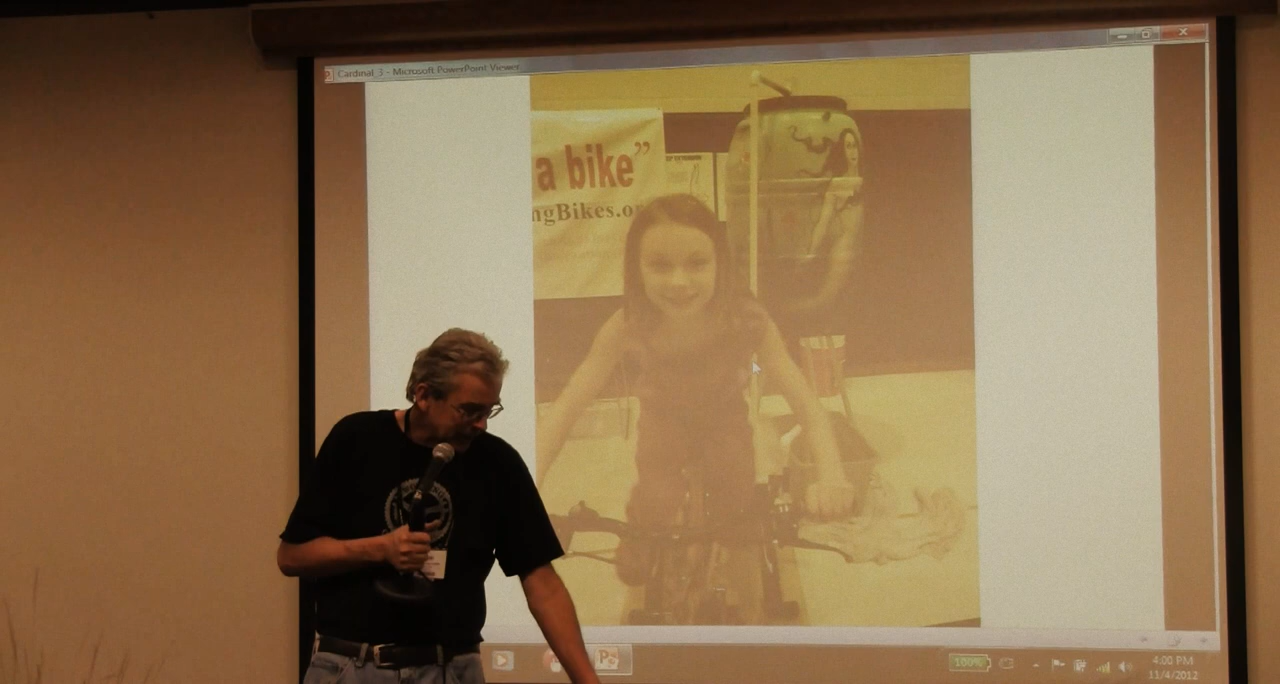 Cardinal_3 - Microsoft PowerPoint Viewer
a bike”
ngBikes.o
100%
4:00 PM
11/4/2012